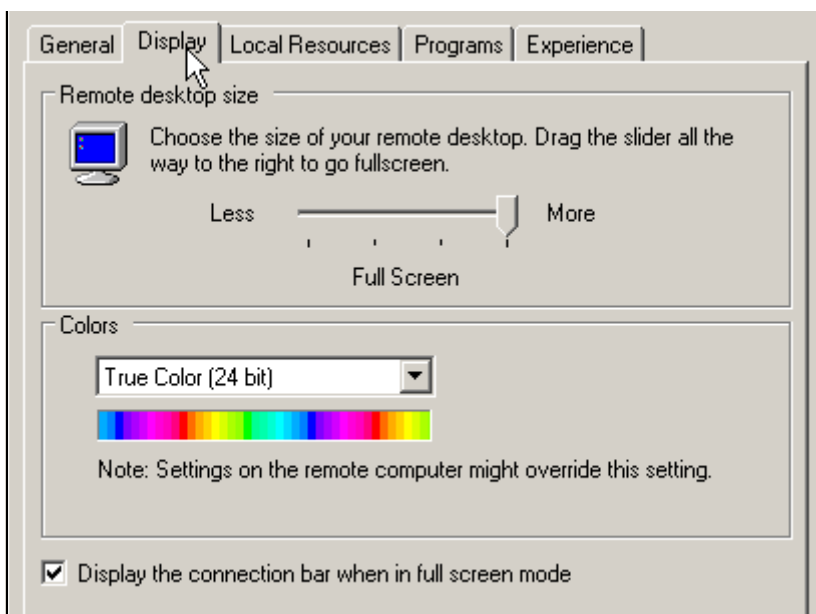 General Display Local Resources Programs Experience
Remote desktop size
Choose the size of your remote desktop. Drag the slider all the
way to the right to go fullscreen.
Less More
Full Screen
Colors
True Color (24 bit)
Note: Settings on the remote computer might override this setting.
Display the connection bar when in full screen mode